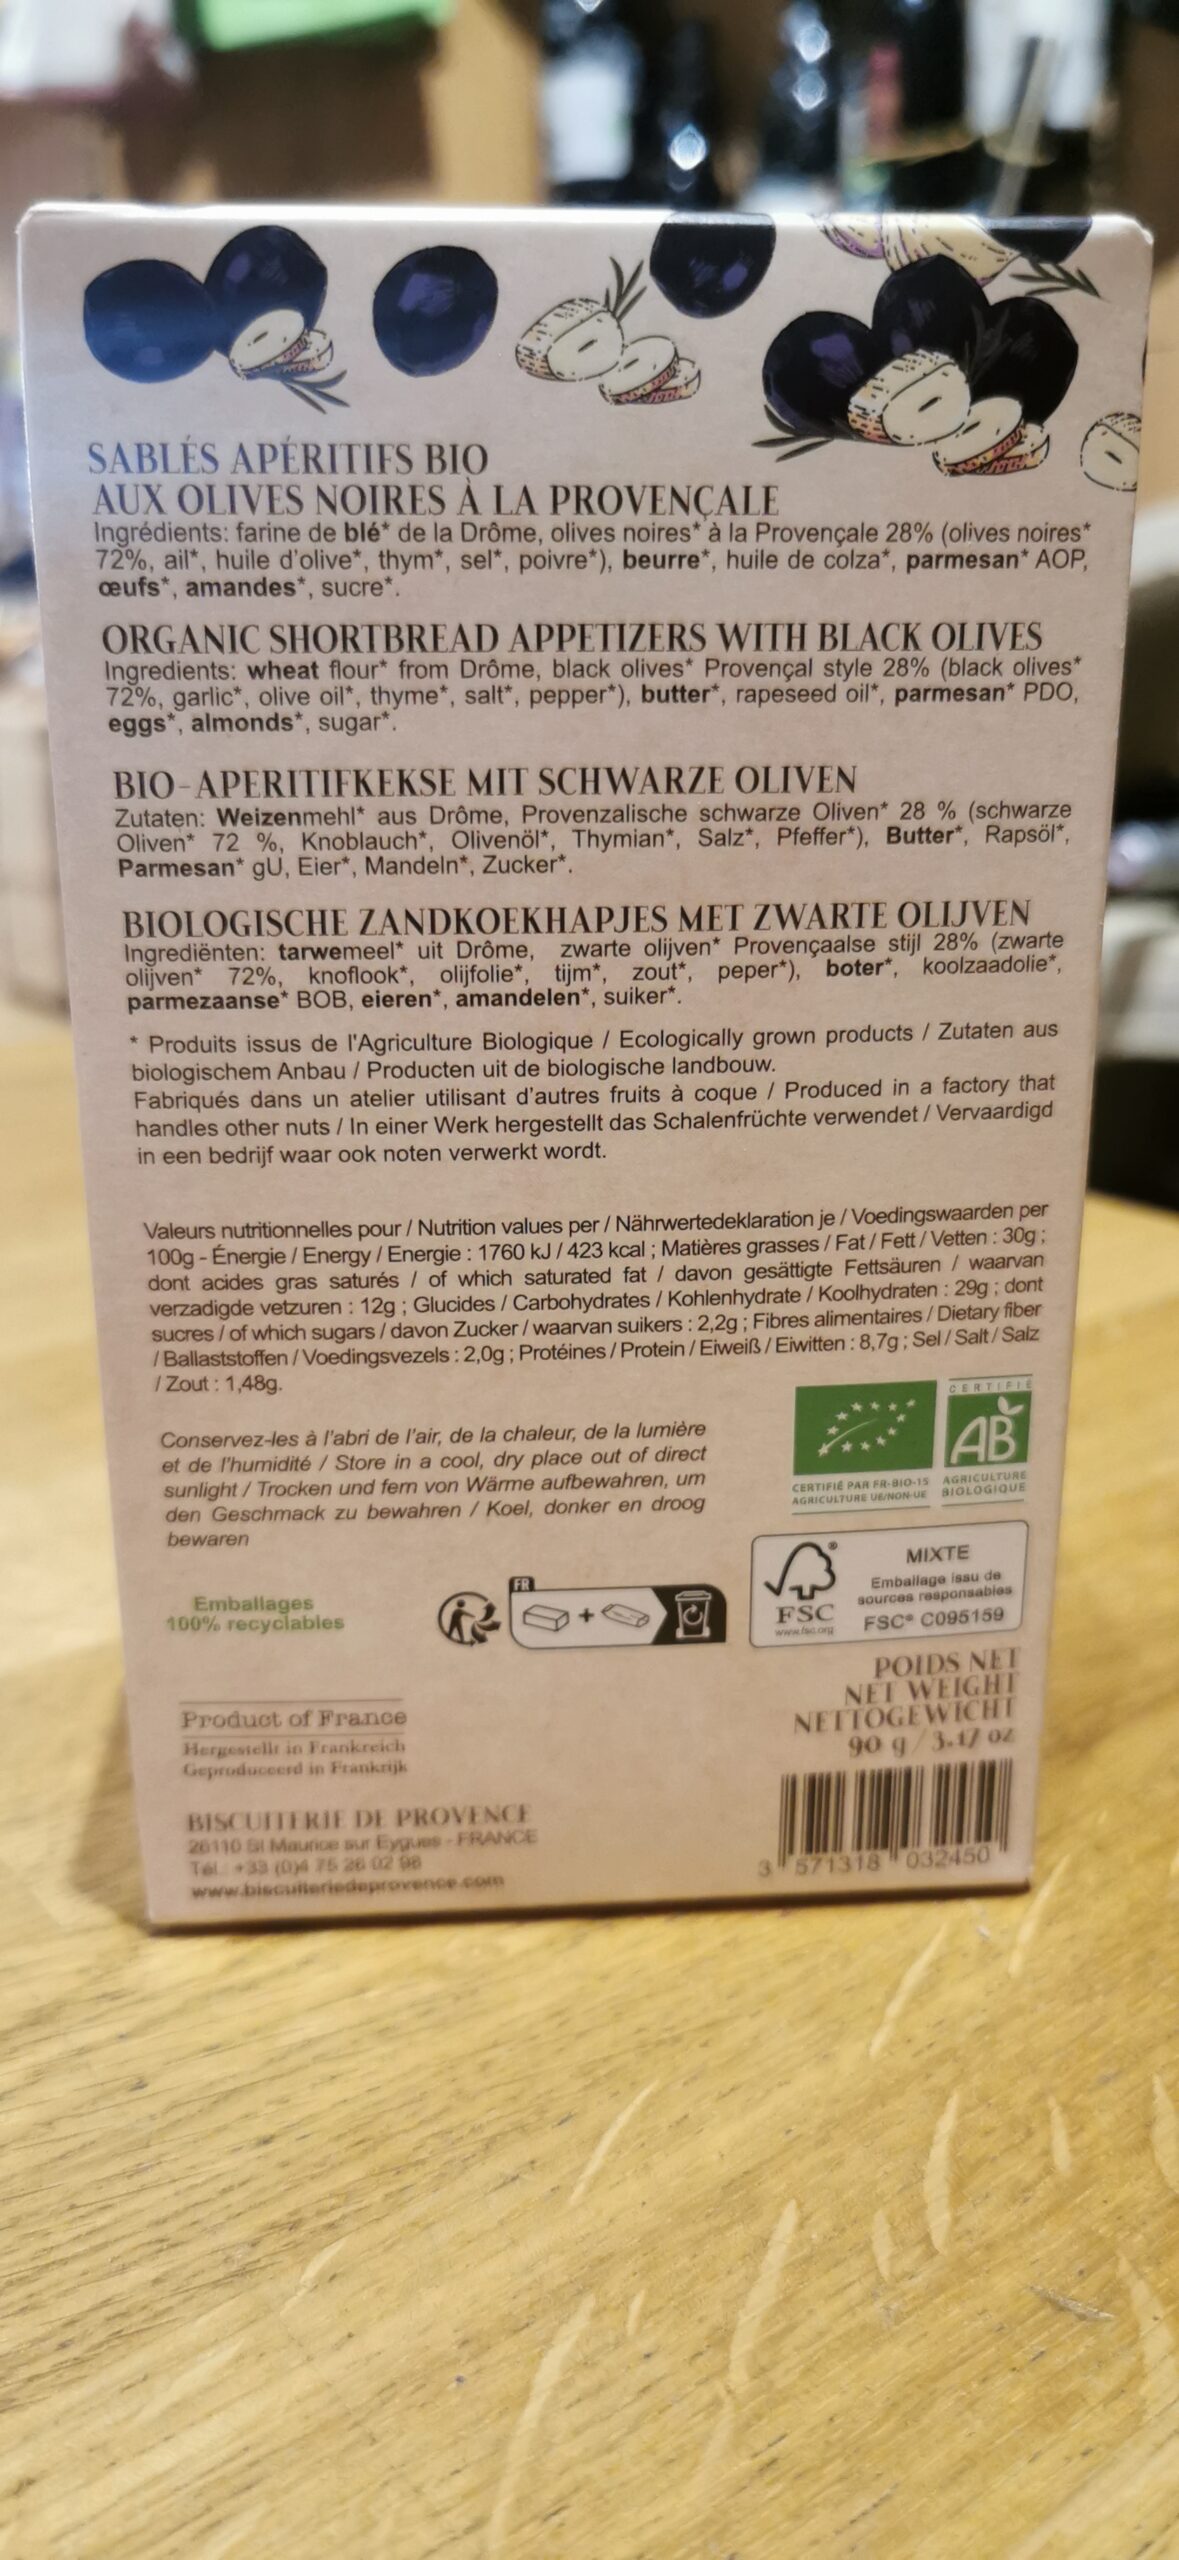 SABLÉS APÉRITIFS BIO
AUX OLIVES NOIRES À LA PROVENÇALE
Ingrédients: farine de blé* de la Drôme, olives noires* à la Provençale 28% (olives noires*
72%, ail*, huile d'olive*, thym*, sel*, poivre*), beurre*, huile de colza*, parmesan* AOP,
œufs*, amandes*, sucre*.
ORGANIC SHORTBREAD APPETIZERS WITH BLACK OLIVES
Ingredients: wheat flour* from Drôme, black olives* Provençal style 28% (black olives*
72%, garlic*, olive oil*, thyme*, salt*, pepper*), butter*, rapeseed oil*, parmesan* PDO,
eggs*, almonds*, sugar*.
BIO-APERITIFKEKSE MIT SCHWARZE OLIVEN
Zutaten: Weizenmehl* aus Drôme, Provenzalische schwarze Oliven* 28 % (schwarze
Oliven* 72 %, Knoblauch*, Olivenöl*, Thymian*, Salz*, Pfeffer*), Butter*, Rapsöl*,
Parmesan* gU, Eier*, Mandeln*, Zucker*.
BIOLOGISCHE ZANDKOEKHAPJES MET ZWARTE OLIJVEN
Ingrediënten: tarwemeel* uit Drôme, zwarte olijven* Provençaalse stijl 28% (zwarte
olijven* 72%, knoflook*, olijfolie*, tijm*, zout*, peper*), boter*, koolzaadolie*,
parmezaanse* BOB, eieren*, amandelen*, suiker*.
* Produits issus de l'Agriculture Biologique / Ecologically grown products / Zutaten aus
biologischem Anbau / Producten uit de biologische landbouw.
Fabriqués dans un atelier utilisant d'autres fruits à coque / Produced in a factory that
handles other nuts / In einer Werk hergestellt das Schalenfrüchte verwendet / Vervaardigd
in een bedrijf waar ook noten verwerkt wordt.
Valeurs nutritionnelles pour / Nutrition values per / Nährwertedeklaration je / Voedingswaarden per
100g - Énergie / Energy / Energie : 1760 kJ / 423 kcal ; Matières grasses / Fat / Fett / Vetten : 30g ;
dont acides gras saturés / of which saturated fat / davon gesättigte Fettsäuren / waarvan
verzadigde vetzuren : 12g ; Glucides / Carbohydrates / Kohlenhydrate / Koolhydraten : 29g ; dont
sucres / of which sugars / davon Zucker / waarvan suikers : 2,2g ; Fibres alimentaires / Dietary fiber
/ Ballaststoffen / Voedingsvezels : 2,0g ; Protéines / Protein / Eiweiß / Eiwitten : 8,7g ; Sel / Salt / Salz
/ Zout : 1,48g.
Conservez-les à l'abri de l'air, de la chaleur, de la lumière
et de l'humidité / Store in a cool, dry place out of direct
sunlight / Trocken und fern von Wärme aufbewahren, um
den Geschmack zu bewahren / Koel, donker en droog
bewaren
CERTIFIÉ
AB
CERTIFIÉ PAR FR-BIO-15
AGRICULTURE UE/NON-UE
AGRICULTURE
BIOLOGIQUE
Emballages
100% recyclables
FR
FSC
www.fsc.org
MIXTE
Emballage issu de
sources responsables
FSC® C095159
POIDS NET
NET WEIGHT
NETTOGEWICHT
90 g / 3.17 oz
Product of France
Hergestellt in Frankreich
Geproduceerd in Frankrijk
BISCUITERIE DE PROVENCE
26110 St Maurice sur Eygues - FRANCE
Tél. +33 (0)4 75 26 02 98
www.biscuiteriedeprovence.com
3 571318 032450